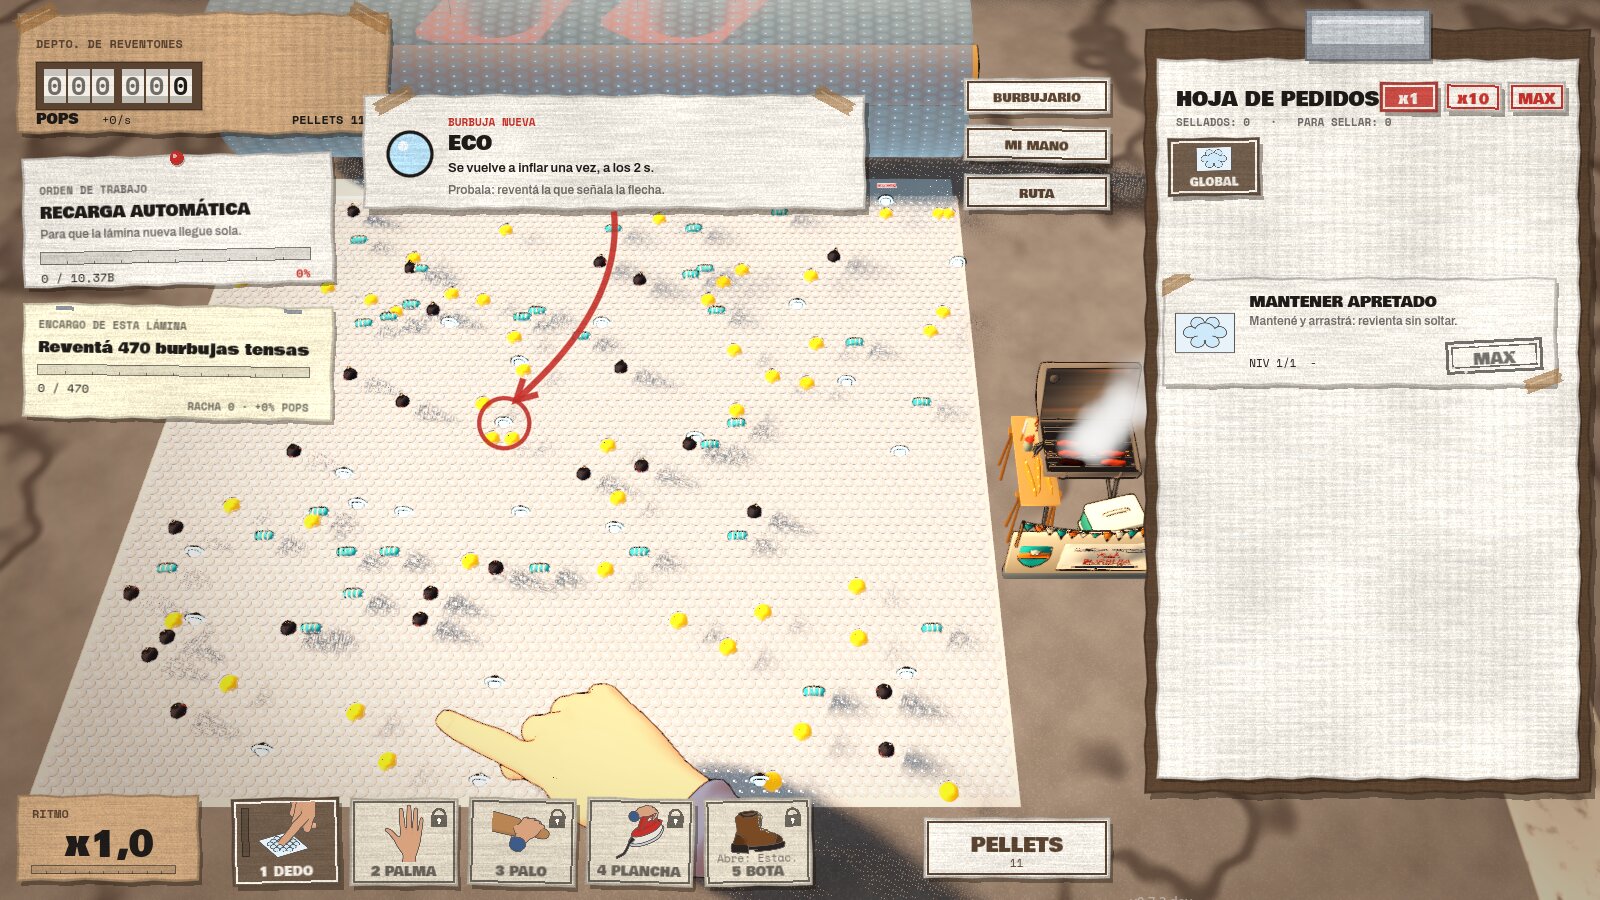 DEPTO. DE REVENTONES
000000
POPS +0/s PELLETS 11
ORDEN DE TRABAJO
RECARGA AUTOMÁTICA
Para que la lámina nueva llegue sola.
0 / 10.37B 0%
ENCARGO DE ESTA LÁMINA
Reventá 470 burbujas tensas
0 / 470
RACHA 0 · +0% POPS
BURBUJA NUEVA
ECO
Se vuelve a inflar una vez, a los 2 s.
Probala: reventá la que señala la flecha.
BURBUJARIO
MI MANO
RUTA
HOJA DE PEDIDOS x1 x10 MAX
SELLADOS: 0 · PARA SELLAR: 0
GLOBAL
MANTENER APRETADO
Mantené y arrastrá: revienta sin soltar.
NIV 1/1 -
MAX
RITMO
x1,0
1 DEDO
2 PALMA
3 PALO
4 PLANCHA
Abre: Estac.
5 BOTA
PELLETS
11